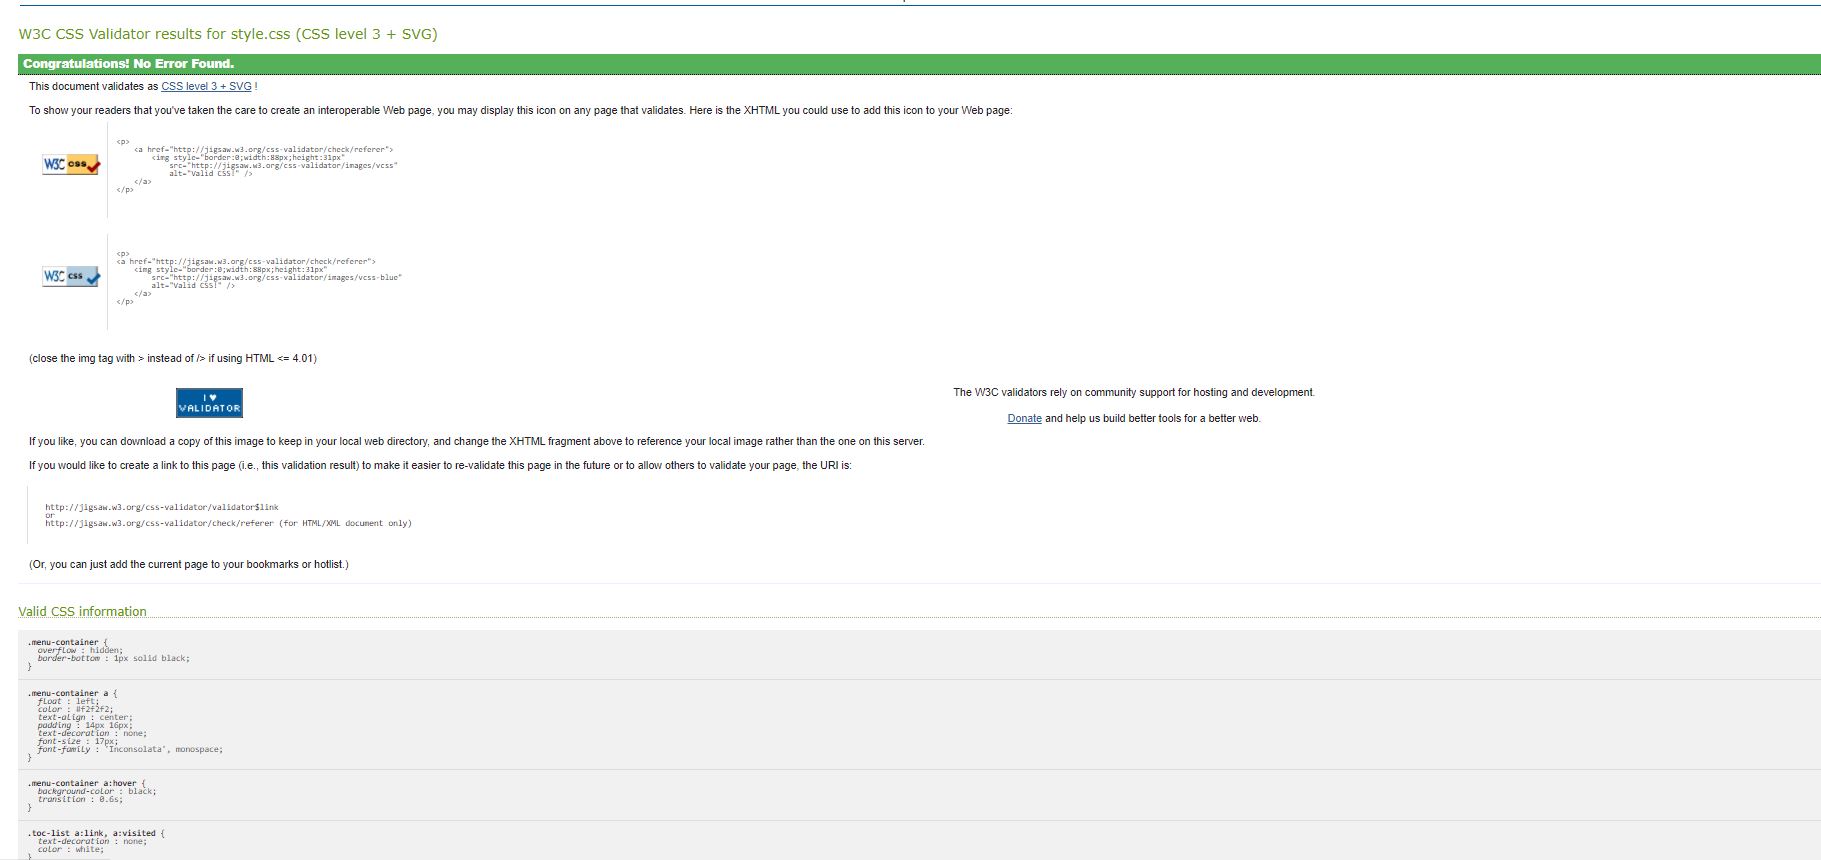 W3C CSS Validator results for style.css (CSS level 3 + SVG)
Congratulations! No Error Found.
This document validates as CSS level 3 + SVG !
To show your readers that you've taken the care to create an interoperable Web page, you may display this icon on any page that validates. Here is the XHTML you could use to add this icon to your Web page:
W3C css
<p>
<a href="http://jigsaw.w3.org/css-validator/check/referer">
<img style="border:0;width:88px;height:31px"
src="http://jigsaw.w3.org/css-validator/images/vcss"
alt="Valid CSS!" />
</a>
</p>
W3C css
<p>
<a href="http://jigsaw.w3.org/css-validator/check/referer">
<img style="border:0;width:88px;height:31px"
src="http://jigsaw.w3.org/css-validator/images/vcss-blue"
alt="Valid CSS!" />
</a>
</p>
(close the img tag with > instead of /> if using HTML <= 4.01)
I ♥
VALIDATOR
The W3C validators rely on community support for hosting and development.
Donate and help us build better tools for a better web.
If you like, you can download a copy of this image to keep in your local web directory, and change the XHTML fragment above to reference your local image rather than the one on this server.
If you would like to create a link to this page (i.e., this validation result) to make it easier to re-validate this page in the future or to allow others to validate your page, the URI is:
http://jigsaw.w3.org/css-validator/validator$link
or
http://jigsaw.w3.org/css-validator/check/referer (for HTML/XML document only)
(Or, you can just add the current page to your bookmarks or hotlist.)
Valid CSS information
.menu-container {
overflow : hidden;
border-bottom : 1px solid black;
}
.menu-container a {
float : left;
color : #f2f2f2;
text-align : center;
padding : 14px 16px;
text-decoration : none;
font-size : 17px;
font-family : 'Inconsolata', monospace;
}
.menu-container a:hover {
background-color : black;
transition : 0.6s;
}
.toc-list a:link, a:visited {
text-decoration : none;
color : white;
}